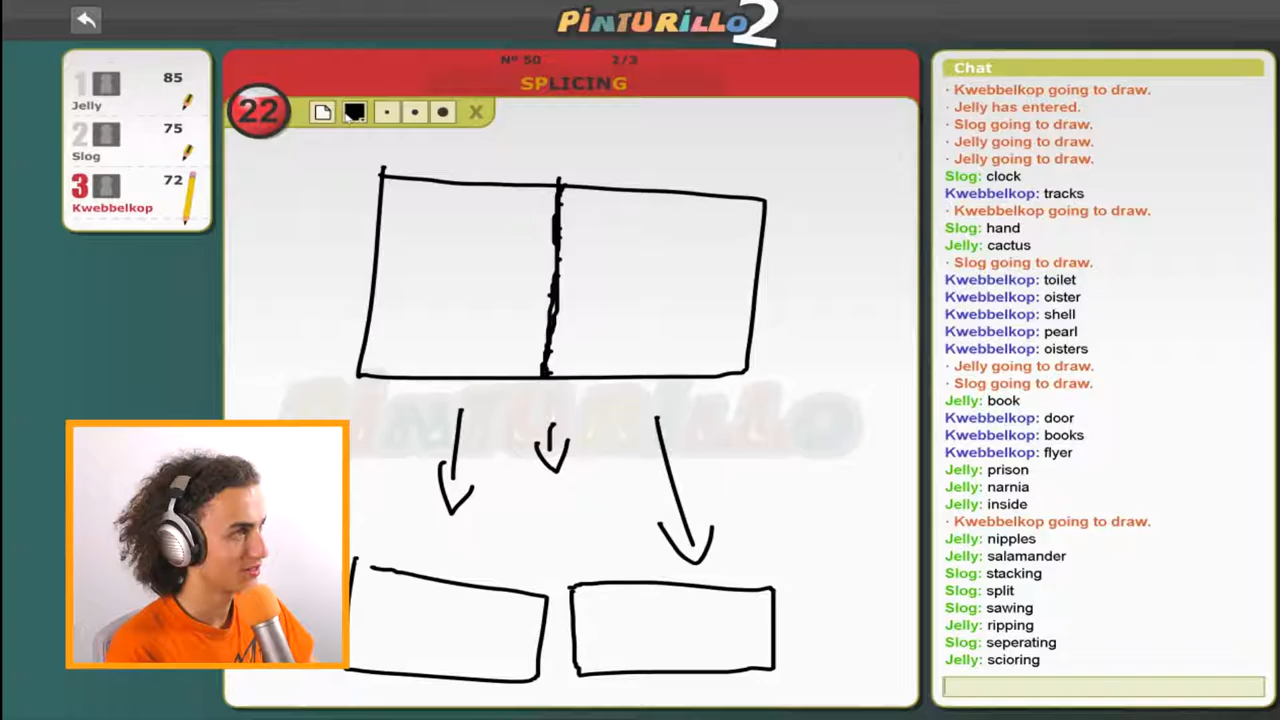 PINTURILLO 2
Nº 50 2/3
SPLICING
22
X
1 85
Jelly
2 75
Slog
3 72
Kwebbelkop
Chat
· Kwebbelkop going to draw.
· Jelly has entered.
· Slog going to draw.
· Jelly going to draw.
· Jelly going to draw.
Slog: clock
Kwebbelkop: tracks
· Kwebbelkop going to draw.
Slog: hand
Jelly: cactus
· Slog going to draw.
Kwebbelkop: toilet
Kwebbelkop: oister
Kwebbelkop: shell
Kwebbelkop: pearl
Kwebbelkop: oisters
· Jelly going to draw.
· Slog going to draw.
Jelly: book
Kwebbelkop: door
Kwebbelkop: books
Kwebbelkop: flyer
Jelly: prison
Jelly: narnia
Jelly: inside
· Kwebbelkop going to draw.
Jelly: nipples
Jelly: salamander
Slog: stacking
Slog: split
Slog: sawing
Jelly: ripping
Slog: seperating
Jelly: scioring
PINTURILLO